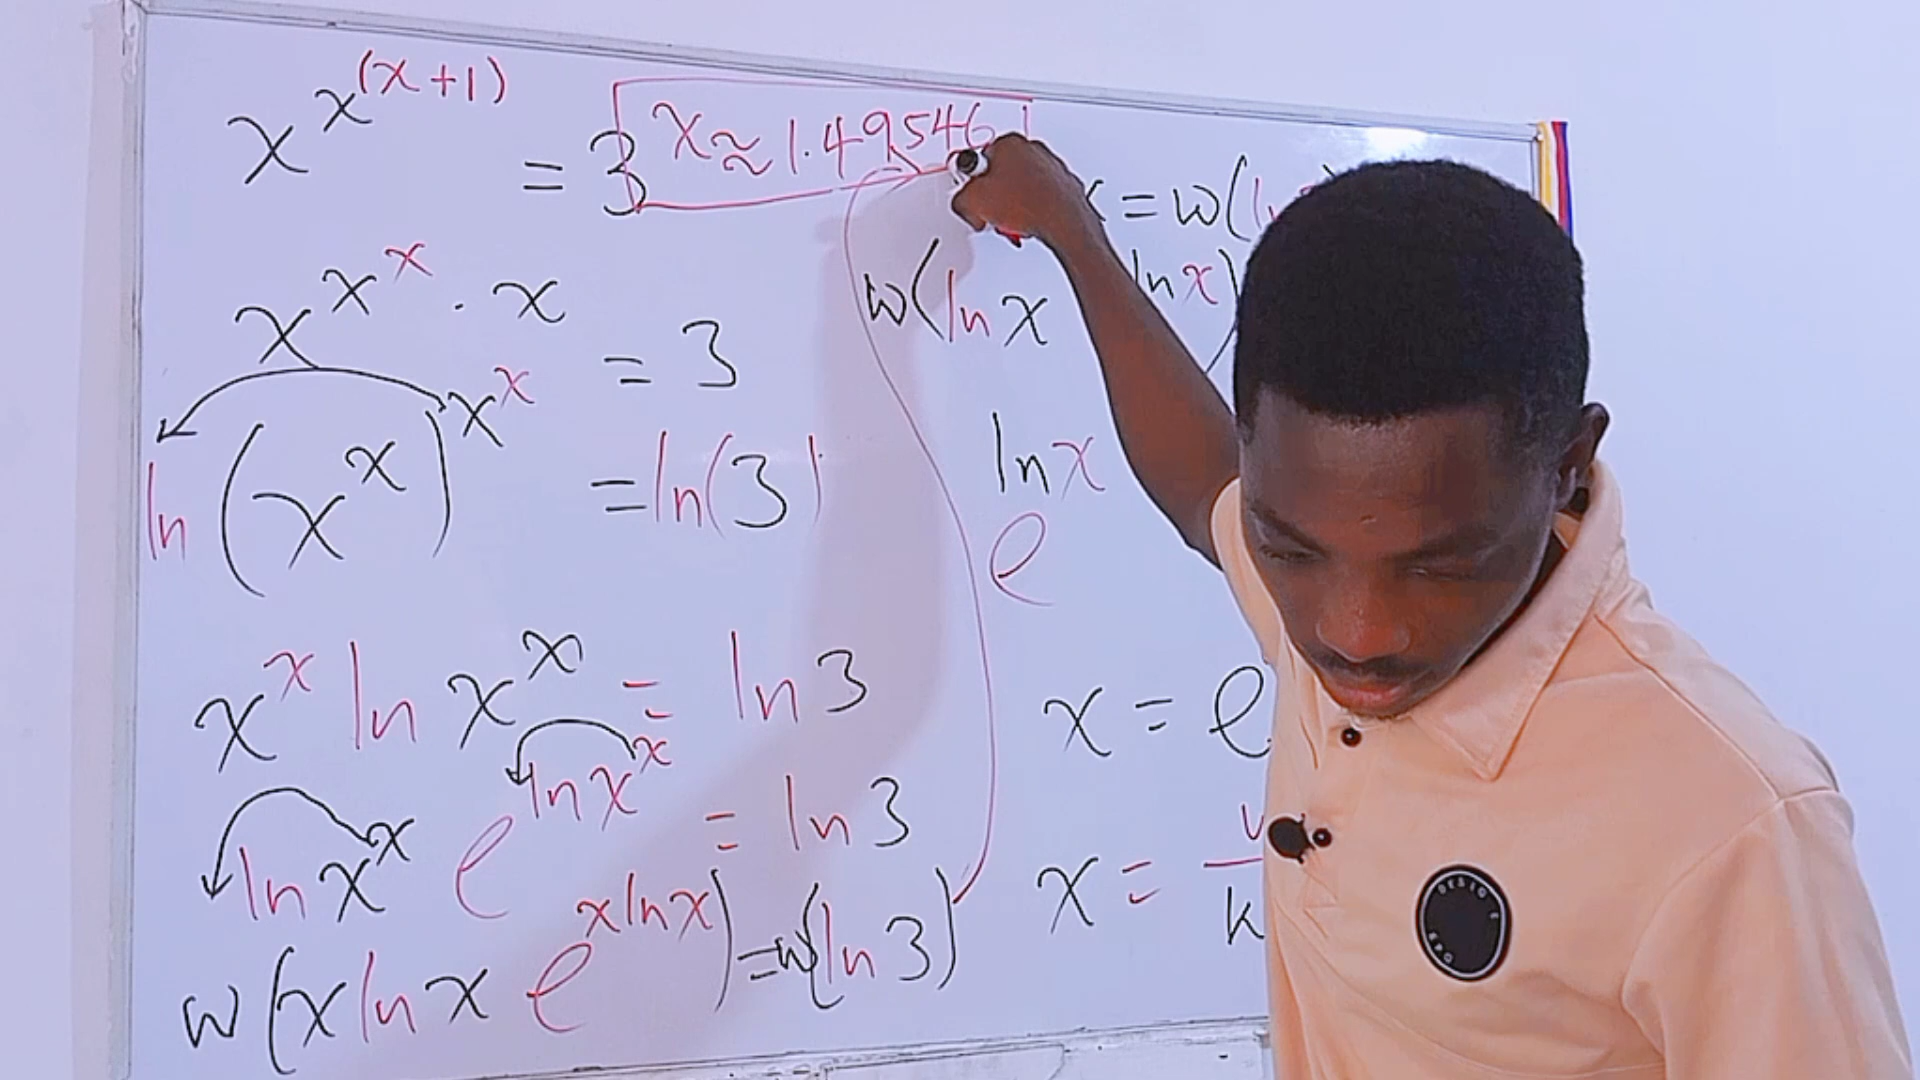 x^{x^{(x+1)}} = 3
x ≈ 1.49546
x^{x^x · x} = 3
ln (x^x)^{x^x} = ln(3)
x^x ln x^x = ln 3
ln x^x e^{ln x^x} = ln 3
w(x ln x e^{x ln x}) = w(ln 3)
= w(
w(ln x
ln x)
ln x
e
x = e
x =
k
DESIG